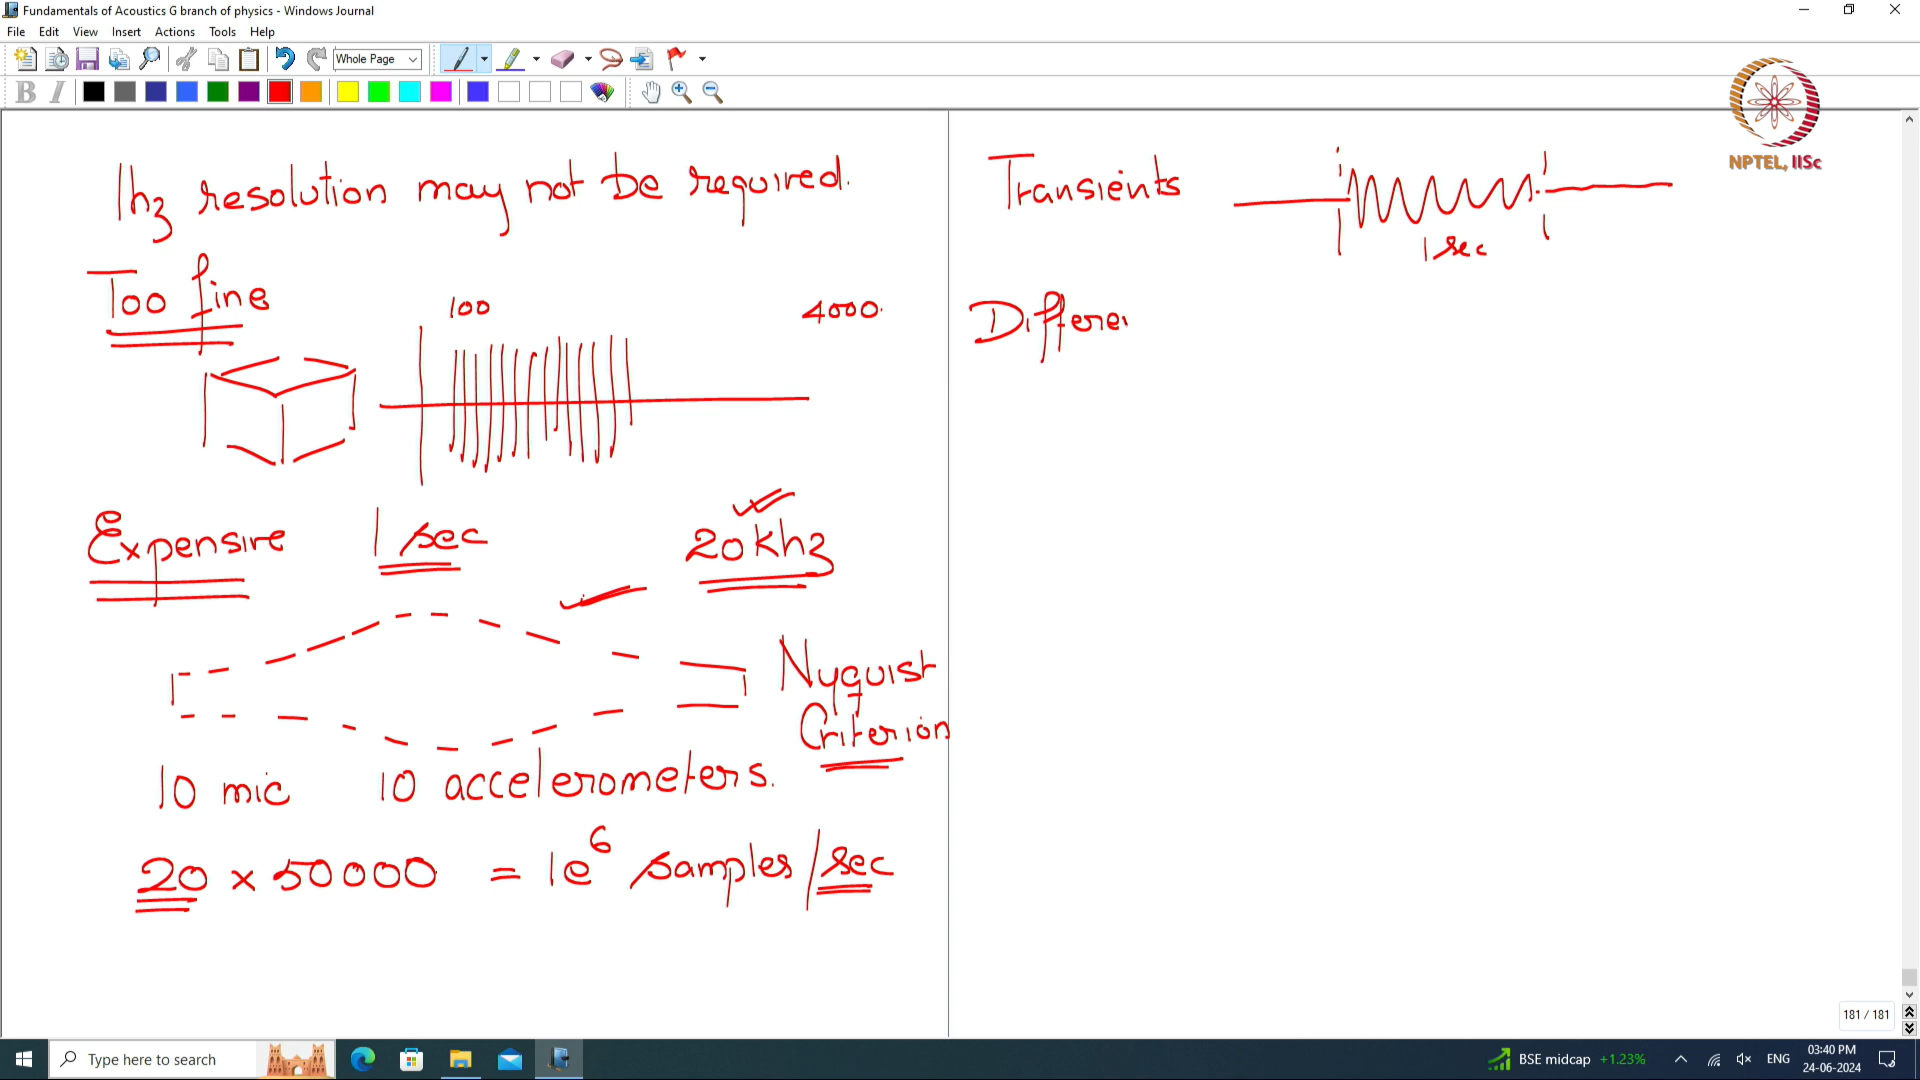 Fundamentals of Acoustics G branch of physics - Windows Journal
File Edit View Insert Actions Tools Help
Whole Page
B I
NPTEL, IISc
1hz resolution may not be required.
Too fine
100 4000.
Expensive 1 sec 20 khz
Nyquist
Criterion
10 mic 10 accelerometers.
20 x 50000 = 1e6 samples/sec
Transients
1 sec
Differe
181 / 181
Type here to search
BSE midcap +1.23%
ENG
03:40 PM
24-06-2024